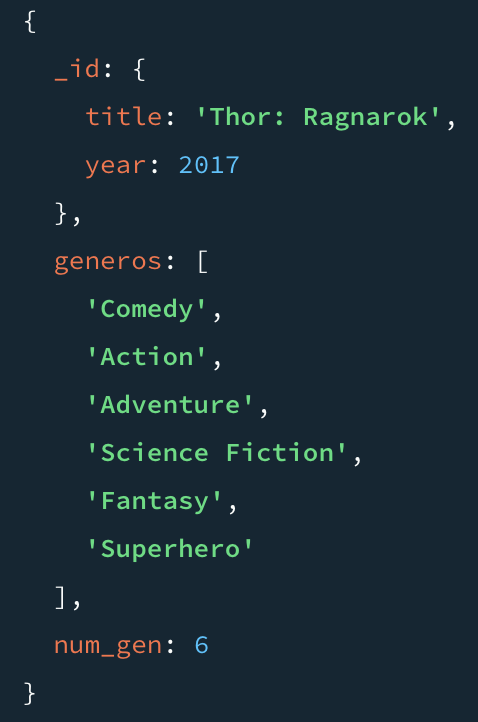 {
  _id: {
    title: 'Thor: Ragnarok',
    year: 2017
  },
  generos: [
    'Comedy',
    'Action',
    'Adventure',
    'Science Fiction',
    'Fantasy',
    'Superhero'
  ],
  num_gen: 6
}